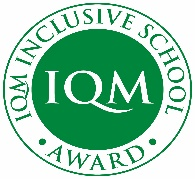 IQM INCLUSIVE SCHOOL
IQM
• AWARD •